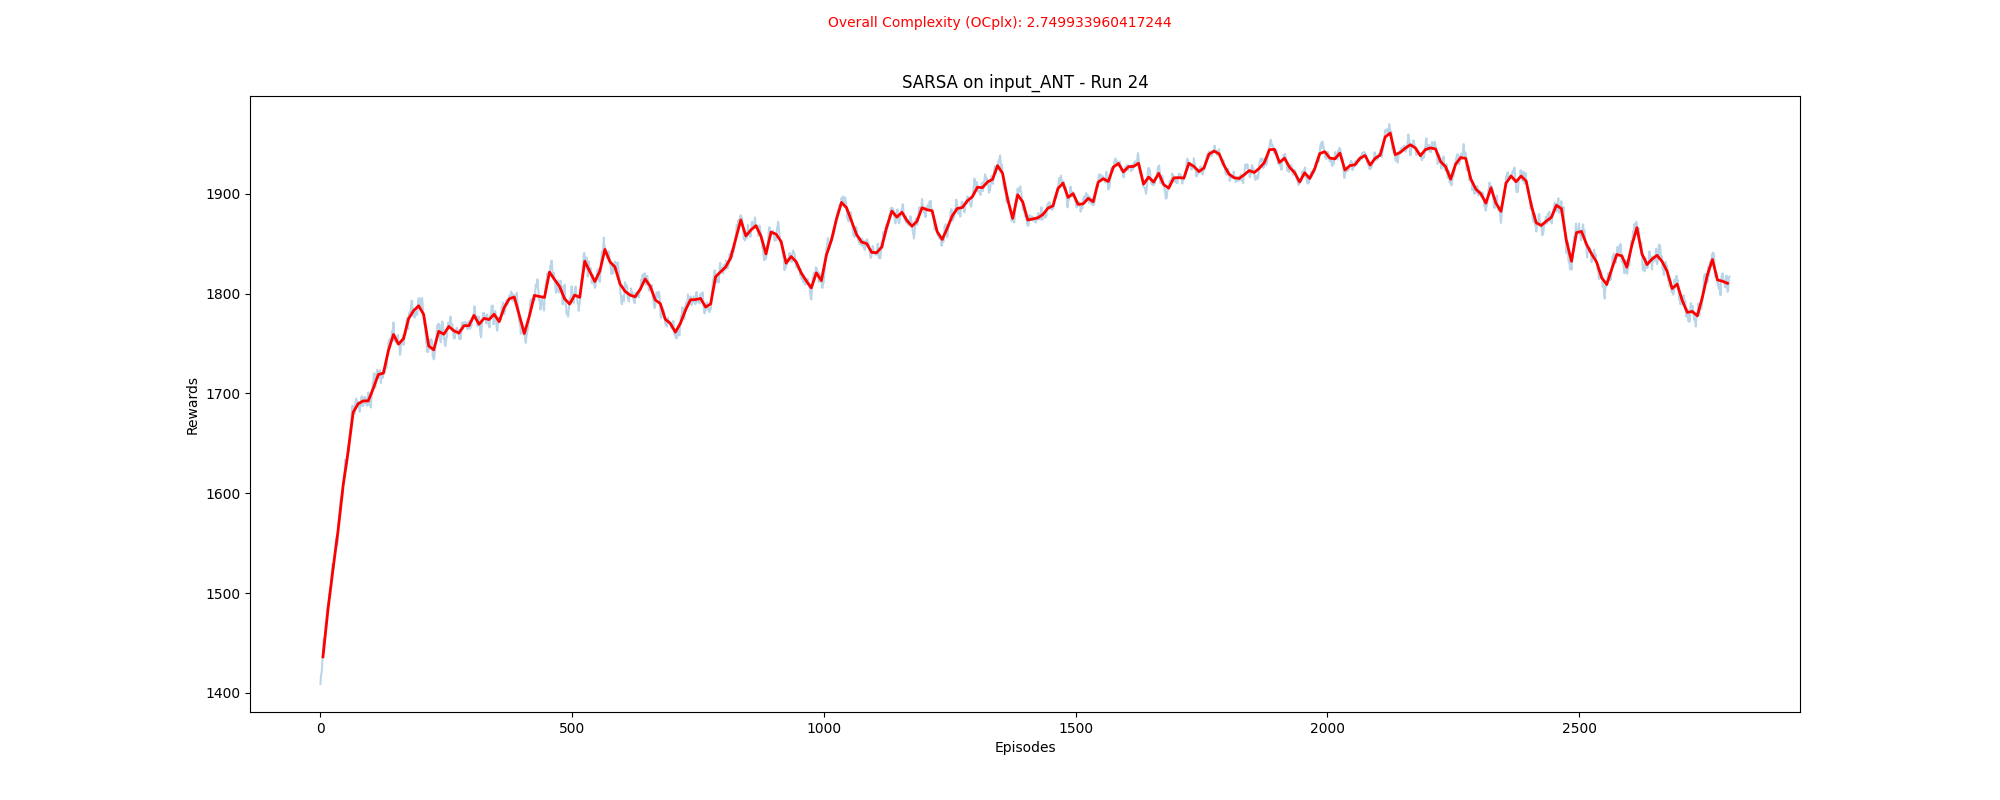 Overall Complexity (OCplx): 2.749933960417244
SARSA on input_ANT - Run 24
Rewards
1900
1800
1700
1600
1500
1400
0 500 1000 1500 2000 2500
Episodes